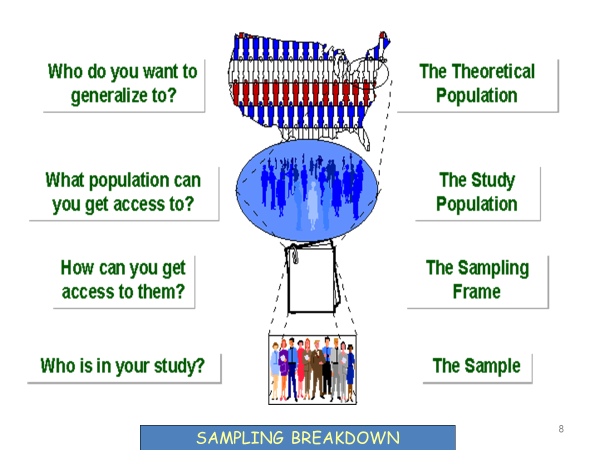 Who do you want to
generalize to?
The Theoretical
Population
What population can
you get access to?
The Study
Population
How can you get
access to them?
The Sampling
Frame
Who is in your study?
The Sample
SAMPLING BREAKDOWN
8